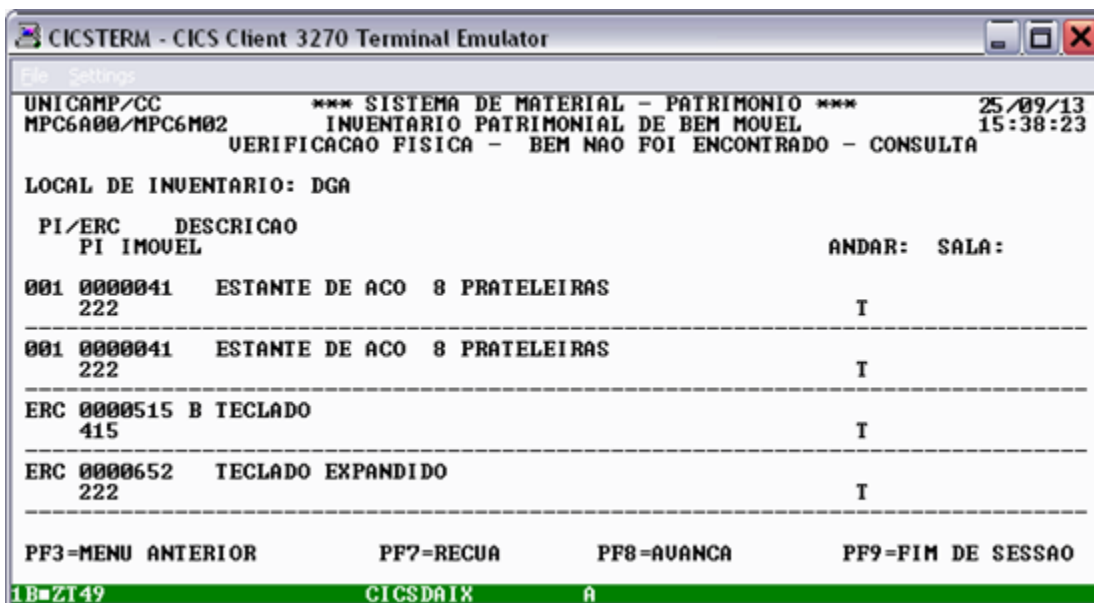 CICSTERM - CICS Client 3270 Terminal Emulator
File Settings
UNICAMP/CC *** SISTEMA DE MATERIAL - PATRIMONIO *** 25/09/13
MPC6A00/MPC6M02 INVENTARIO PATRIMONIAL DE BEM MOVEL 15:38:23
VERIFICACAO FISICA - BEM NAO FOI ENCONTRADO - CONSULTA
LOCAL DE INVENTARIO: DGA
PI/ERC DESCRICAO
PI IMOVEL ANDAR: SALA:
001 0000041 ESTANTE DE ACO 8 PRATELEIRAS
222 T
001 0000041 ESTANTE DE ACO 8 PRATELEIRAS
222 T
ERC 0000515 B TECLADO
415 T
ERC 0000652 TECLADO EXPANDIDO
222 T
PF3=MENU ANTERIOR PF7=RECUA PF8=AVANCA PF9=FIM DE SESSAO
1B■ZT49 CICSDAIX A